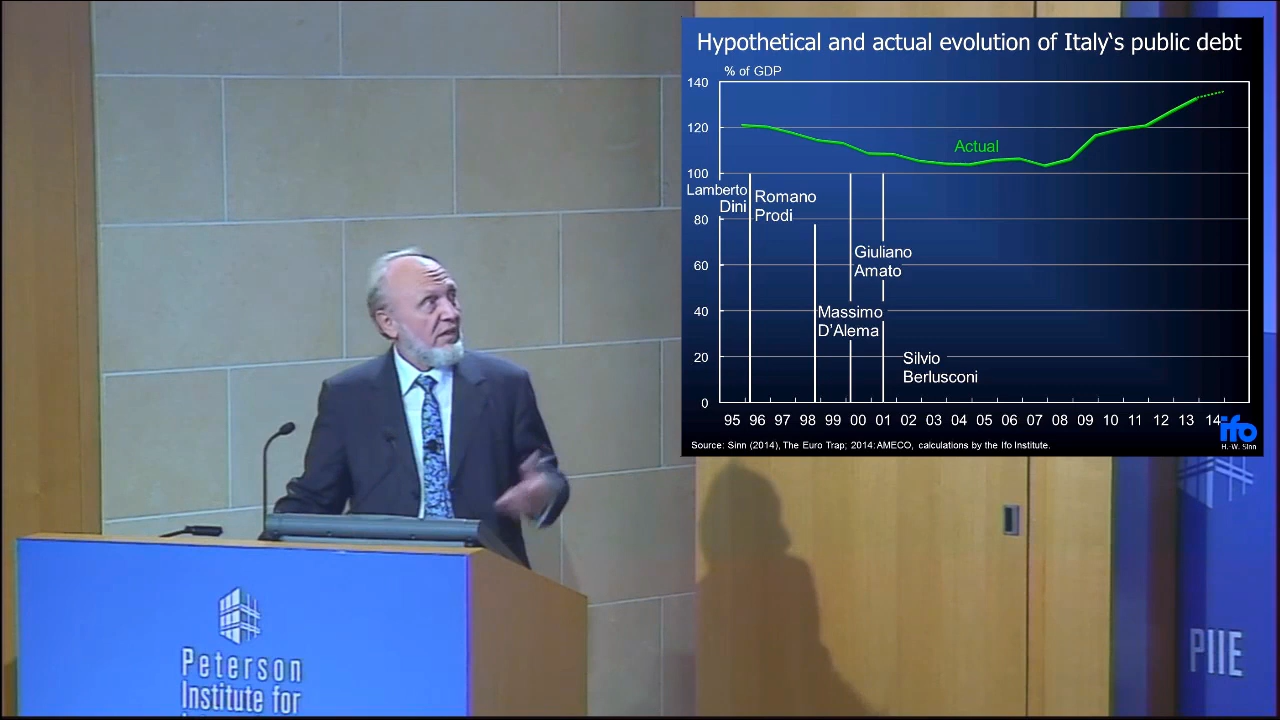 Hypothetical and actual evolution of Italy‘s public debt
% of GDP
140
120
100
80
60
40
20
0
Actual
Lamberto
Dini
Romano
Prodi
Giuliano
Amato
Massimo
D’Alema
Silvio
Berlusconi
95 96 97 98 99 00 01 02 03 04 05 06 07 08 09 10 11 12 13 14
Source: Sinn (2014), The Euro Trap; 2014: AMECO, calculations by the Ifo Institute.
ifo
H.-W. Sinn
Peterson
Institute for
PIIE